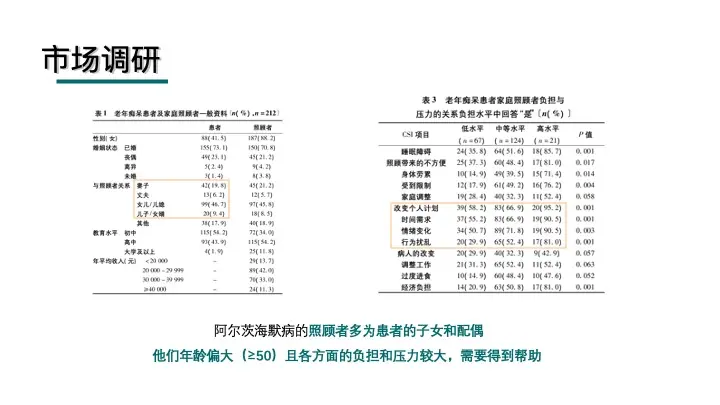 市场调研
表1 老年痴呆患者及家庭照顾者一般资料〔n(%),n=212〕
患者 照顾者
性别(女) 88(41.5) 187(88.2)
婚姻状态 已婚 155(73.1) 150(70.8)
丧偶 49(23.1) 45(21.2)
离异 5(2.4) 9(4.2)
未婚 3(1.4) 8(3.8)
与照顾者关系 妻子 42(19.8) 45(21.2)
丈夫 13(6.2) 12(5.7)
女儿/儿媳 99(46.7) 97(45.8)
儿子/女婿 20(9.4) 18(8.5)
其他 38(17.9) 40(18.9)
教育水平 初中 115(54.2) 72(34.0)
高中 93(43.9) 115(54.2)
大学及以上 4(1.9) 25(11.8)
年平均收入(元) <20 000 － 29(13.7)
20 000～29 999 － 89(42.0)
30 000～39 999 － 70(33.0)
≥40 000 － 24(11.3)
表3 老年痴呆患者家庭照顾者负担与
压力的关系负担水平中回答“是”〔n(%)〕
CSI项目 低水平 中等水平 高水平 P值
(n=67) (n=124) (n=21)
睡眠障碍 24(35.8) 64(51.6) 18(85.7) 0.001
照顾带来的不方便 25(37.3) 60(48.4) 17(81.0) 0.017
身体劳累 10(14.9) 49(39.5) 15(71.4) 0.014
受到限制 12(17.9) 61(49.2) 16(76.2) 0.004
家庭调整 19(28.4) 40(32.3) 11(52.4) 0.058
改变个人计划 39(58.2) 83(66.9) 20(95.2) 0.001
时间需求 37(55.2) 83(66.9) 19(90.5) 0.001
情绪变化 34(50.7) 89(71.8) 19(90.5) 0.003
行为扰乱 20(29.9) 65(52.4) 17(81.0) 0.001
病人的改变 20(29.9) 40(32.3) 9(42.9) 0.057
调整工作 21(31.3) 65(52.4) 11(52.4) 0.063
过度进食 10(14.9) 60(48.4) 10(47.6) 0.052
经济负担 14(20.9) 63(50.8) 17(81.0) 0.001
阿尔茨海默病的照顾者多为患者的子女和配偶
他们年龄偏大（≥50）且各方面的负担和压力较大，需要得到帮助